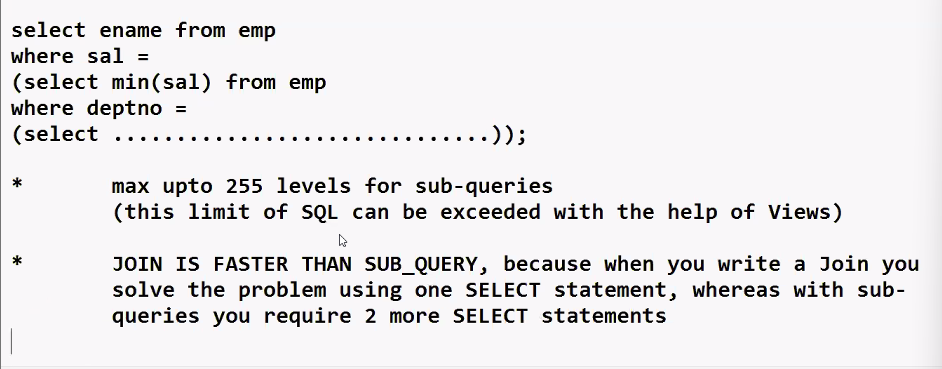 select ename from emp
where sal =
(select min(sal) from emp
where deptno =
(select ..............................));
* max upto 255 levels for sub-queries
(this limit of SQL can be exceeded with the help of Views)
* JOIN IS FASTER THAN SUB_QUERY, because when you write a Join you
solve the problem using one SELECT statement, whereas with sub-
queries you require 2 more SELECT statements